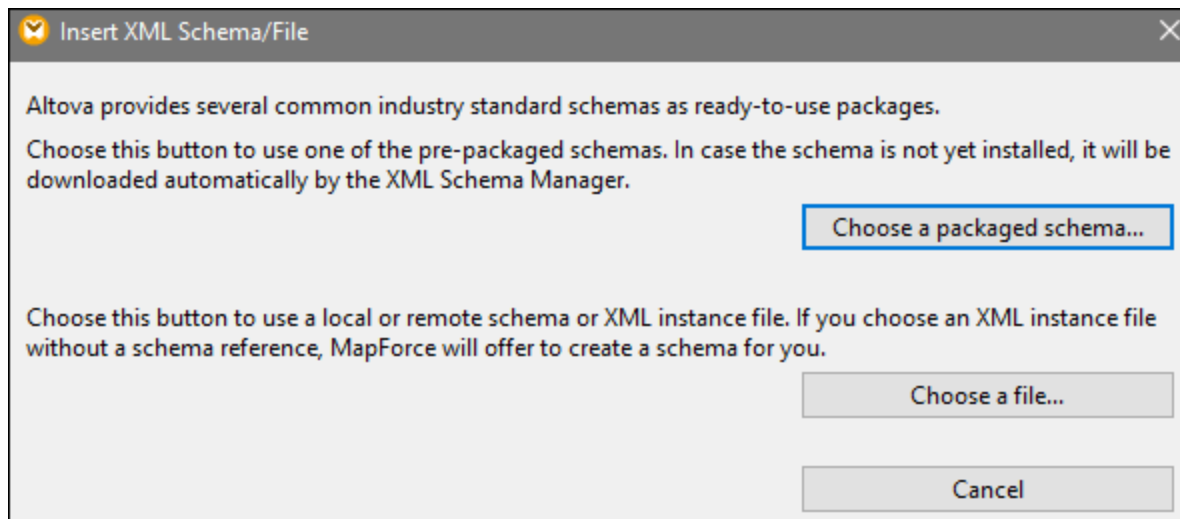 Insert XML Schema/File
Altova provides several common industry standard schemas as ready-to-use packages.
Choose this button to use one of the pre-packaged schemas. In case the schema is not yet installed, it will be
downloaded automatically by the XML Schema Manager.
Choose a packaged schema...
Choose this button to use a local or remote schema or XML instance file. If you choose an XML instance file
without a schema reference, MapForce will offer to create a schema for you.
Choose a file...
Cancel